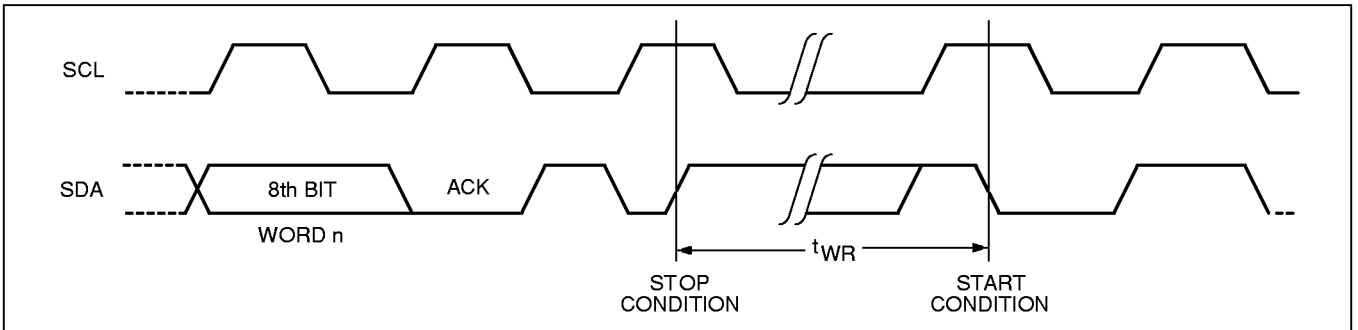 SCL
SDA
8th BIT
ACK
WORD n
tWR
STOP
CONDITION
START
CONDITION